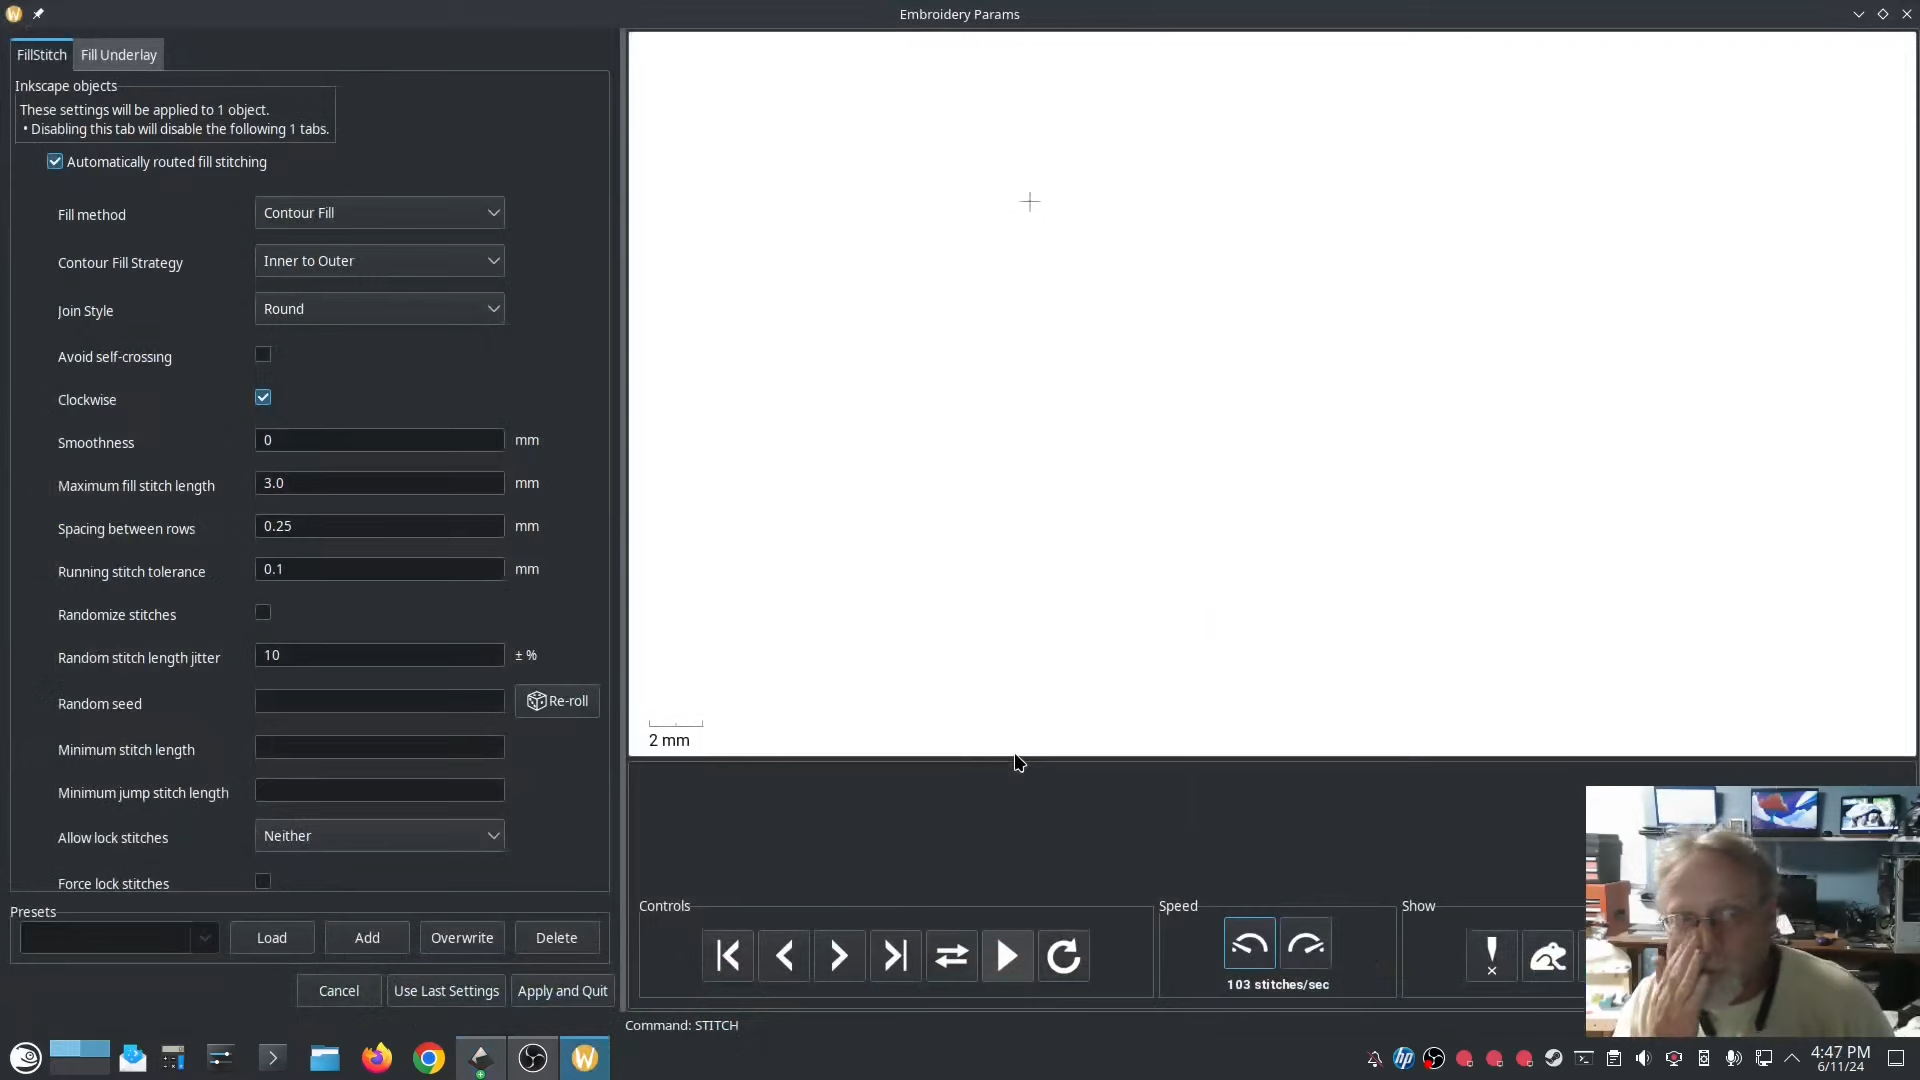 Embroidery Params
FillStitch
Fill Underlay
Inkscape objects
These settings will be applied to 1 object.
• Disabling this tab will disable the following 1 tabs.
Automatically routed fill stitching
Fill method
Contour Fill
Contour Fill Strategy
Inner to Outer
Join Style
Round
Avoid self-crossing
Clockwise
Smoothness
0
mm
Maximum fill stitch length
3.0
mm
Spacing between rows
0.25
mm
Running stitch tolerance
0.1
mm
Randomize stitches
Random stitch length jitter
10
± %
Random seed
Re-roll
Minimum stitch length
Minimum jump stitch length
Allow lock stitches
Neither
Force lock stitches
Presets
Load
Add
Overwrite
Delete
Cancel
Use Last Settings
Apply and Quit
2 mm
Controls
Speed
103 stitches/sec
Show
Command: STITCH
hp
4:47 PM
6/11/24